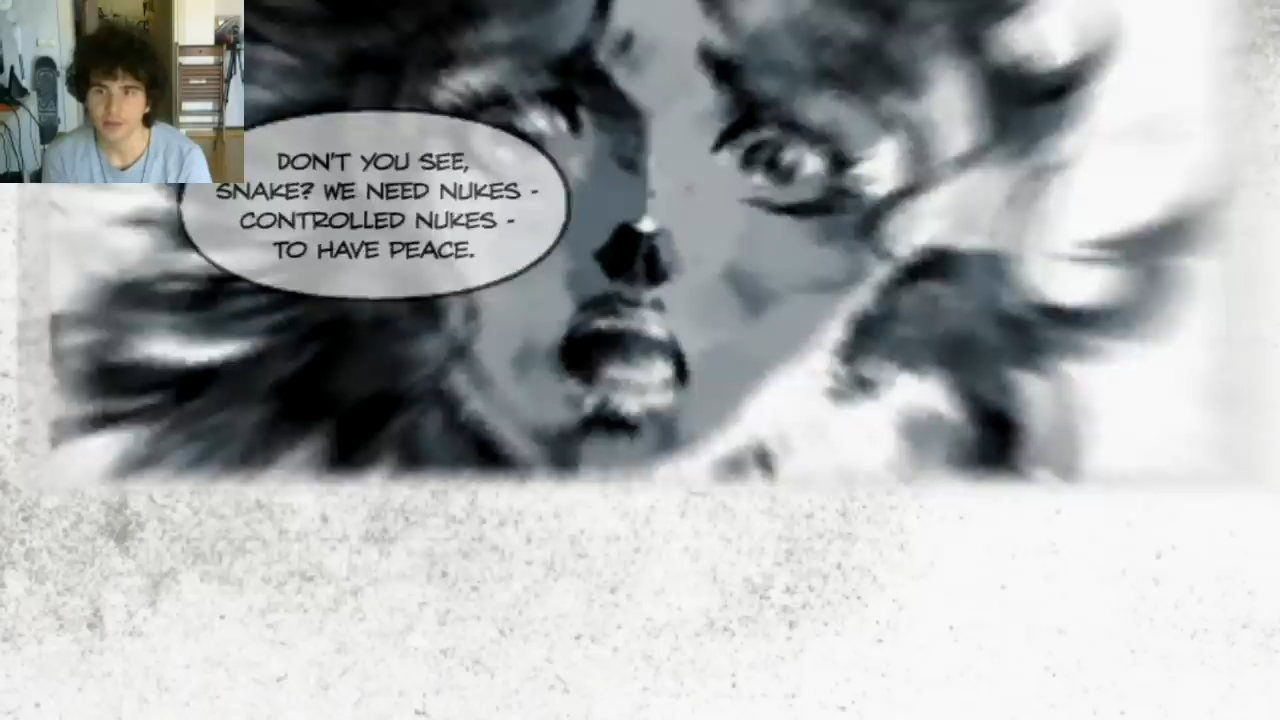 DON'T YOU SEE,
SNAKE? WE NEED NUKES -
CONTROLLED NUKES -
TO HAVE PEACE.